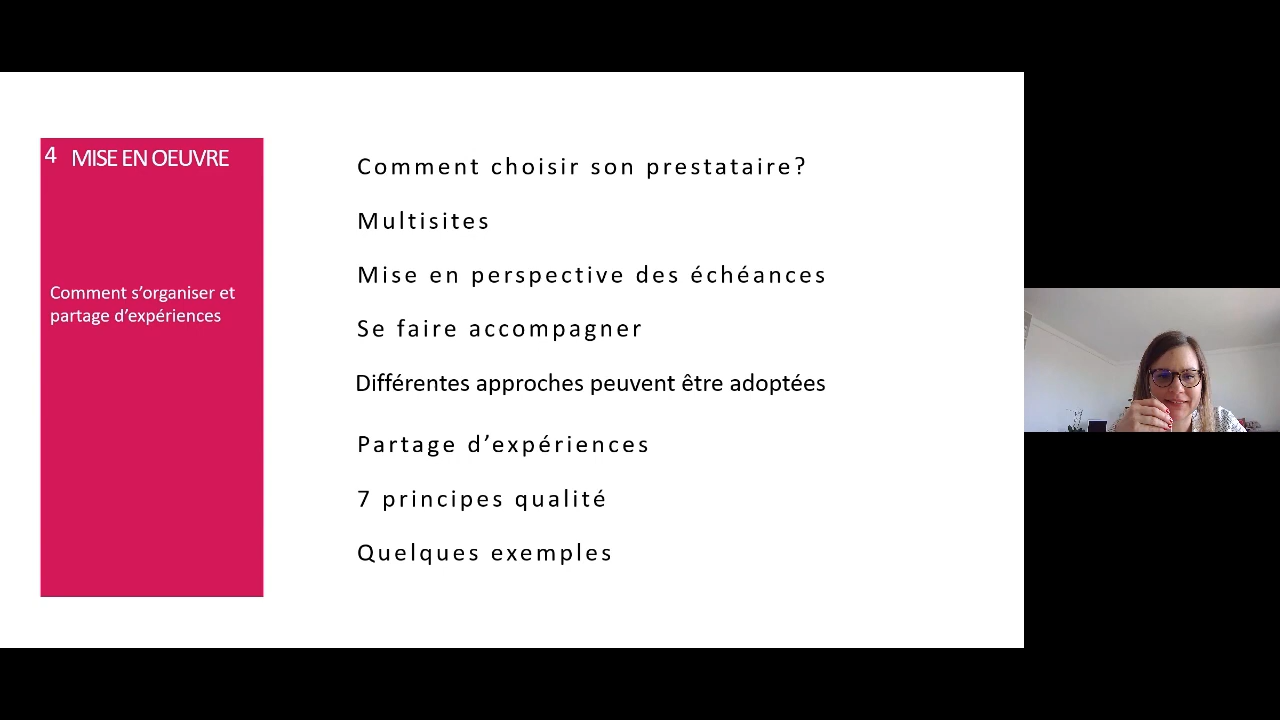 4 MISE EN OEUVRE
Comment s’organiser et
partage d’expériences
Comment choisir son prestataire?
Multisites
Mise en perspective des échéances
Se faire accompagner
Différentes approches peuvent être adoptées
Partage d’expériences
7 principes qualité
Quelques exemples